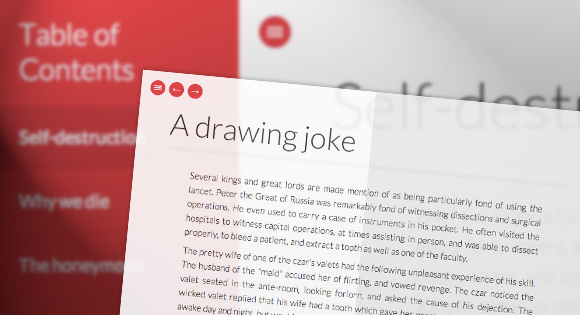 Table of
Contents
Self-destruction
Why we die
The honeymoon
Self-destr
A drawing joke
Several kings and great lords are made mention of as being particularly fond of using the
lancet. Peter the Great of Russia was remarkably fond of witnessing dissections and surgical
operations. He even used to carry a case of instruments in his pocket. He often visited the
hospitals to witness capital operations, at times assisting in person, and was able to dissect
properly, to bleed a patient, and extract a tooth as well as one of the faculty.
The pretty wife of one of the czar's valets had the following unpleasant experience of his skill.
The husband of the "maid" accused her of flirting, and vowed revenge. The czar noticed the
valet seated in the ante-room, looking forlorn, and asked the cause of his dejection. The
wicked valet replied that his wife had a tooth which gave her
awake day and night, but